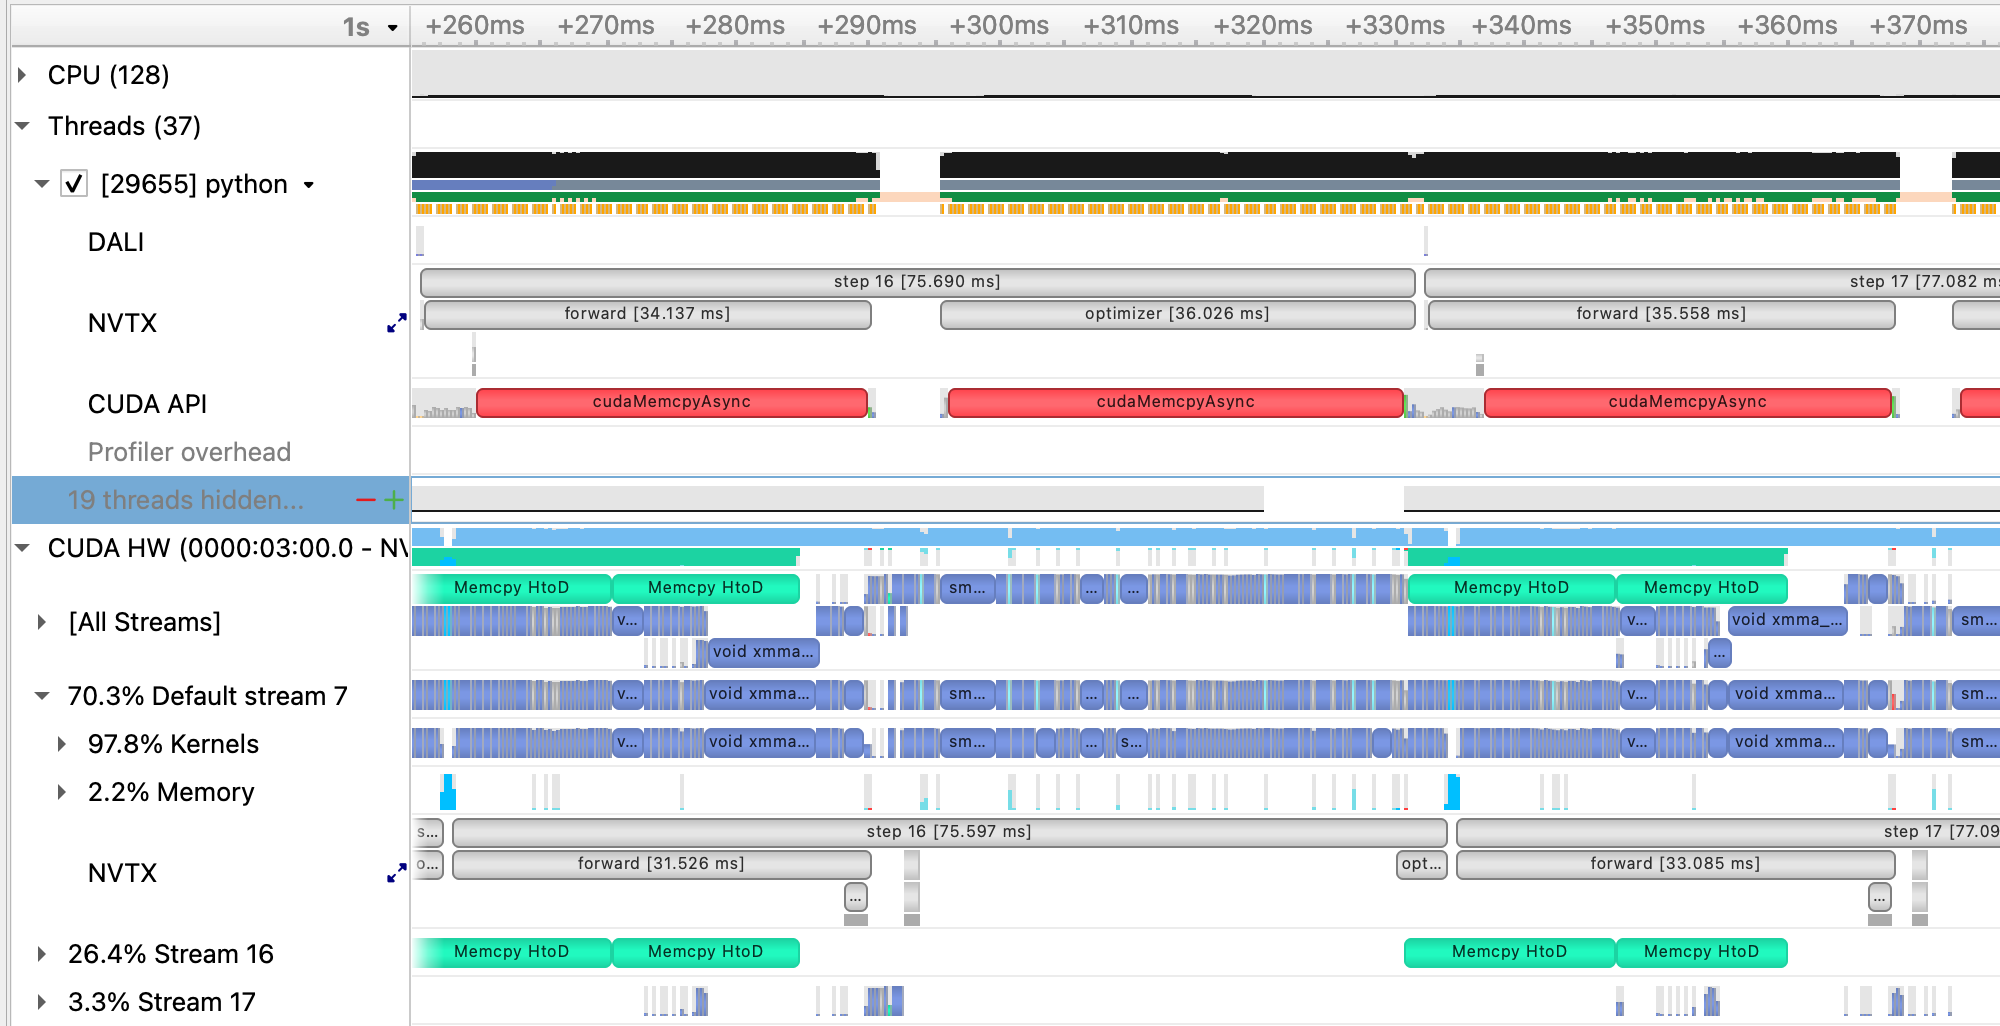 1s +260ms +270ms +280ms +290ms +300ms +310ms +320ms +330ms +340ms +350ms +360ms +370ms
CPU (128)
Threads (37)
[29655] python
DALI
step 16 [75.690 ms] step 17 [77.082 ms
NVTX forward [34.137 ms] optimizer [36.026 ms] forward [35.558 ms]
CUDA API cudaMemcpyAsync cudaMemcpyAsync cudaMemcpyAsync
Profiler overhead
19 threads hidden...
CUDA HW (0000:03:00.0 - NV
Memcpy HtoD Memcpy HtoD sm... ... ... Memcpy HtoD Memcpy HtoD
[All Streams] v... v... void xmma_... sm...
void xmma... ...
70.3% Default stream 7 v... void xmma... sm... ... ... v... void xmma... sm...
97.8% Kernels v... void xmma... sm... ... s... v... void xmma... sm...
2.2% Memory
s... step 16 [75.597 ms] step 17 [77.09
NVTX o... forward [31.526 ms] opt... forward [33.085 ms]
... ...
26.4% Stream 16 Memcpy HtoD Memcpy HtoD Memcpy HtoD Memcpy HtoD
3.3% Stream 17